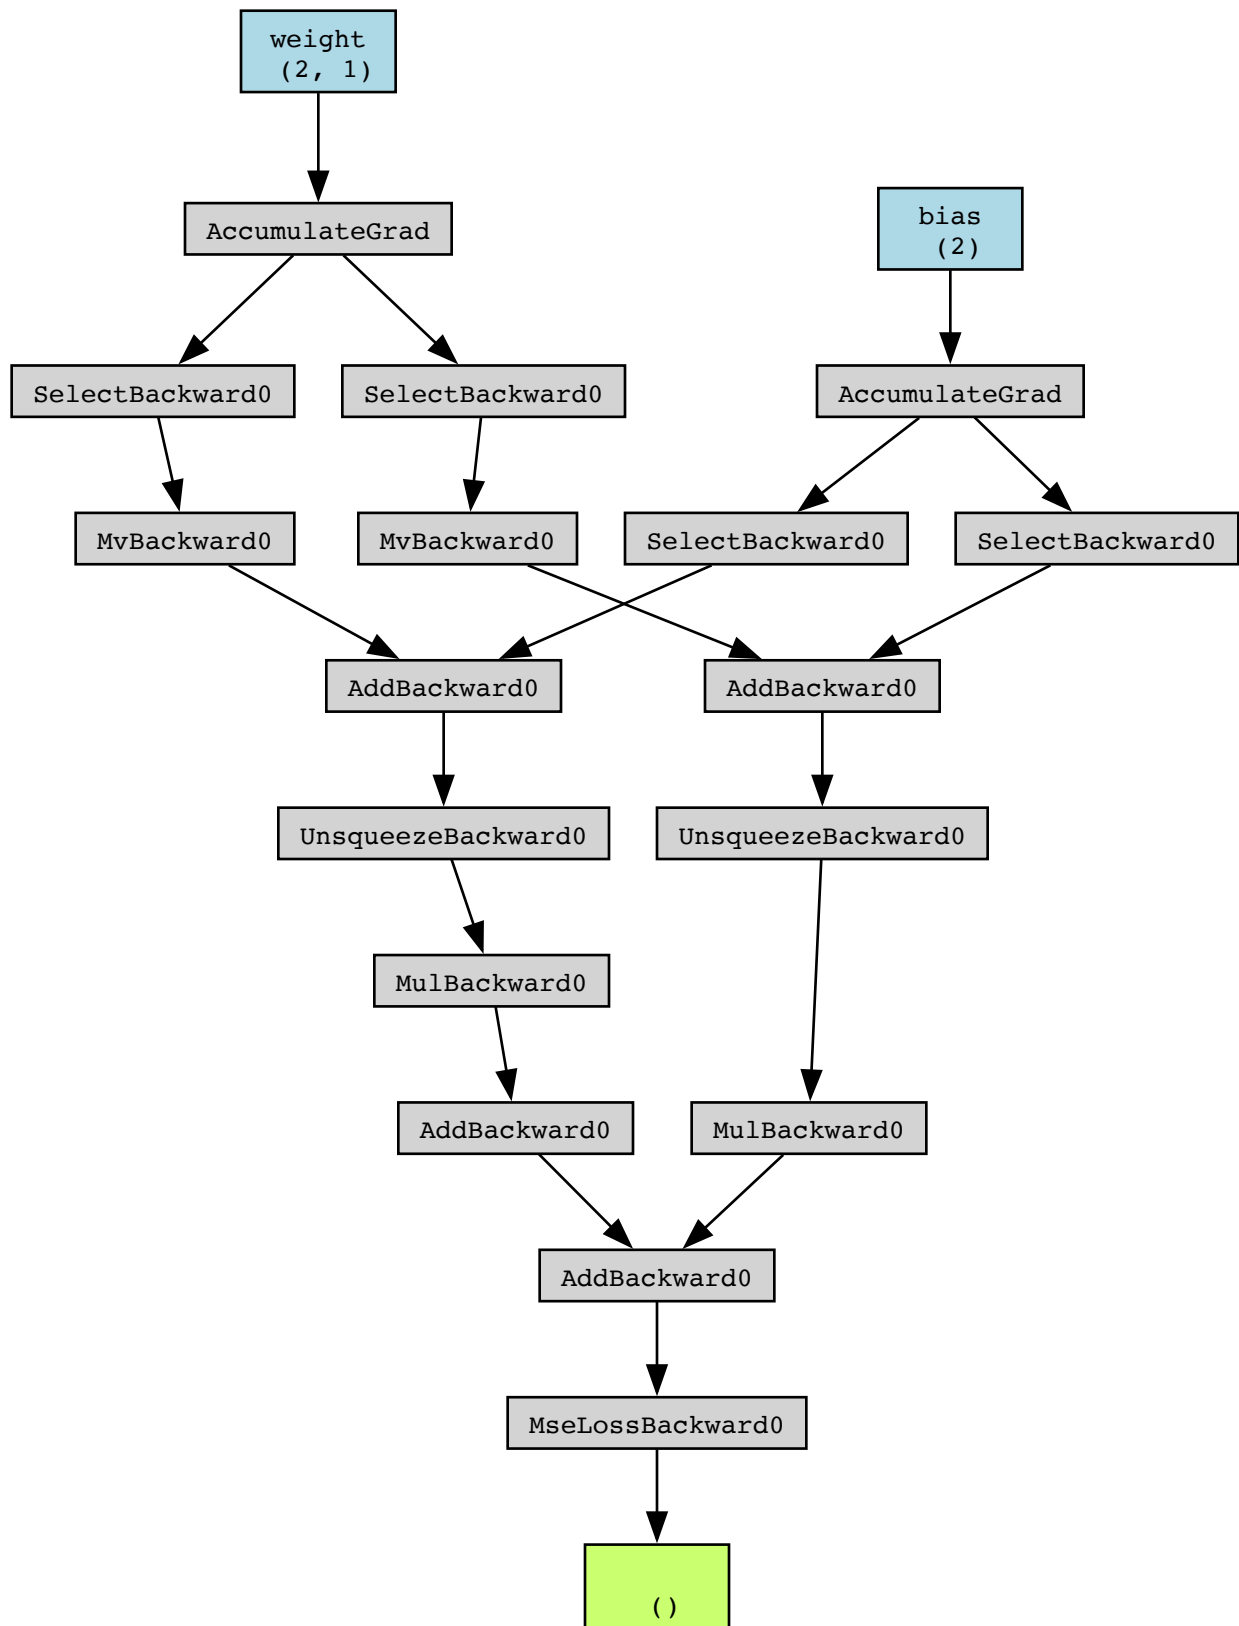 weight
(2, 1)
AccumulateGrad
bias
(2)
SelectBackward0
SelectBackward0
AccumulateGrad
MvBackward0
MvBackward0
SelectBackward0
SelectBackward0
AddBackward0
AddBackward0
UnsqueezeBackward0
UnsqueezeBackward0
MulBackward0
AddBackward0
MulBackward0
AddBackward0
MseLossBackward0
()